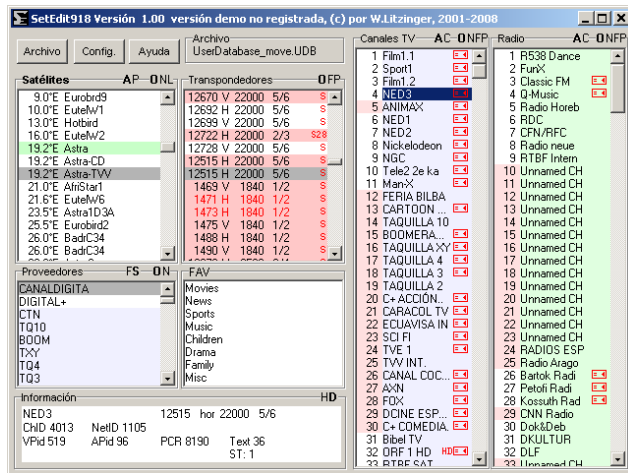 SetEdit918 Versión 1.00 versión demo no registrada, (c) por W.Litzinger, 2001-2008
Archivo
Config.
Ayuda
Archivo
UserDatabase_move.UDB
Satélites AP ONL
9.0°E Eurobrd9
10.0°E EutelW1
13.0°E Hotbird
16.0°E EutelW2
19.2°E Astra
19.2°E Astra-CD
19.2°E Astra-TVV
21.0°E AfriStar1
21.6°E EutelW6
23.5°E Astra1D3A
25.5°E Eurobird2
26.0°E BadrC34
26.0°E BadrC34
Transpondedores OFP
12670 V 22000 5/6 S
12692 H 22000 5/6 S
12699 V 22000 5/6 S
12722 H 22000 2/3 S28
12728 V 22000 5/6 S
12515 H 22000 5/6 S
12515 H 22000 5/6 S
1469 V 1840 1/2 S
1471 H 1840 1/2 S
1473 H 1840 1/2 S
1475 V 1840 1/2 S
1488 H 1840 1/2 S
1490 V 1840 1/2 S
Proveedores FS ON
CANALDIGITA
DIGITAL+
CTN
TQ10
BOOM
TXY
TQ4
TQ3
FAV
Movies
News
Sports
Music
Children
Drama
Family
Misc
Información HD
NED3 12515 hor 22000 5/6
ChID 4013 NetID 1105
VPid 519 APid 96 PCR 8190 Text 36
ST: 1
Canales TV AC ONFP
1 Film1.1
2 Sport1
3 Film1.2
4 NED3
5 ANIMAX
6 NED1
7 NED2
8 Nickelodeon
9 NGC
10 Tele2 2e ka
11 Man-X
12 FERIA BILBA
13 CARTOON ...
14 TAQUILLA 10
15 BOOMERA...
16 TAQUILLA XY
17 TAQUILLA 4
18 TAQUILLA 3
19 TAQUILLA 2
20 C+ ACCIÓN..
21 CARACOL TV
22 ECUAVISA IN
23 SCI FI
24 TVE 1
25 TVV INT.
26 CANAL COC...
27 AXN
28 FOX
29 DCINE ESP...
30 C+ COMEDIA.
31 Bibel TV
32 ORF 1 HD HD
33 RTBF SAT
Radio AC ONFP
1 R538 Dance
2 FunX
3 Classic FM
4 Q-Music
5 Radio Horeb
6 RDC
7 CFN/RFC
8 Radio neue
9 RTBF Intern
10 Unnamed CH
11 Unnamed CH
12 Unnamed CH
13 Unnamed CH
14 Unnamed CH
15 Unnamed CH
16 Unnamed CH
17 Unnamed CH
18 Unnamed CH
19 Unnamed CH
20 Unnamed CH
21 Unnamed CH
22 Unnamed CH
23 Unnamed CH
24 RADIOS ESP
25 Radio Arago
26 Bartok Radi
27 Petofi Radi
28 Kossuth Rad
29 CNN Radio
30 Dok&Deb
31 DKULTUR
32 DLF
33 Unnamed CH